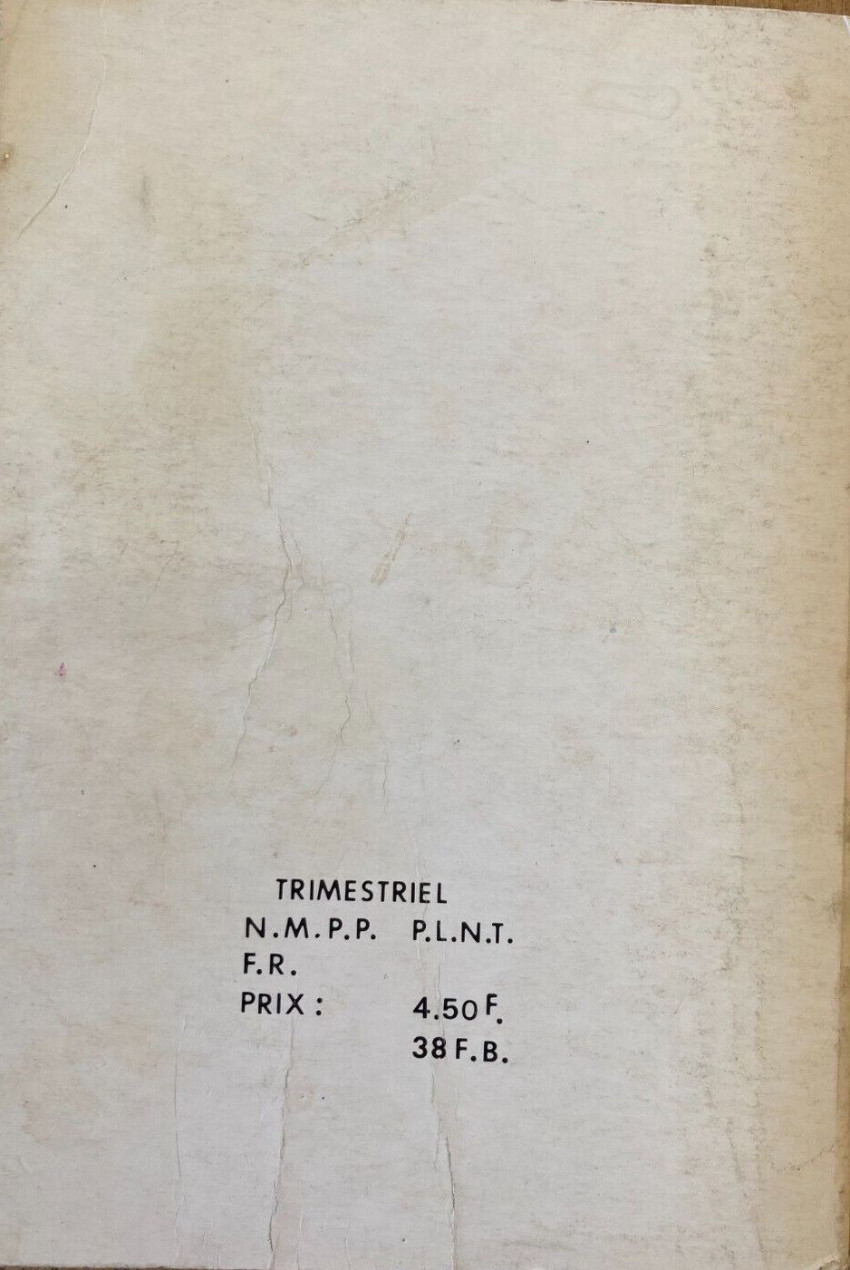 TRIMESTRIEL
N.M.P.P. P.L.N.T.
F.R.
PRIX : 4.50 F.
38 F.B.